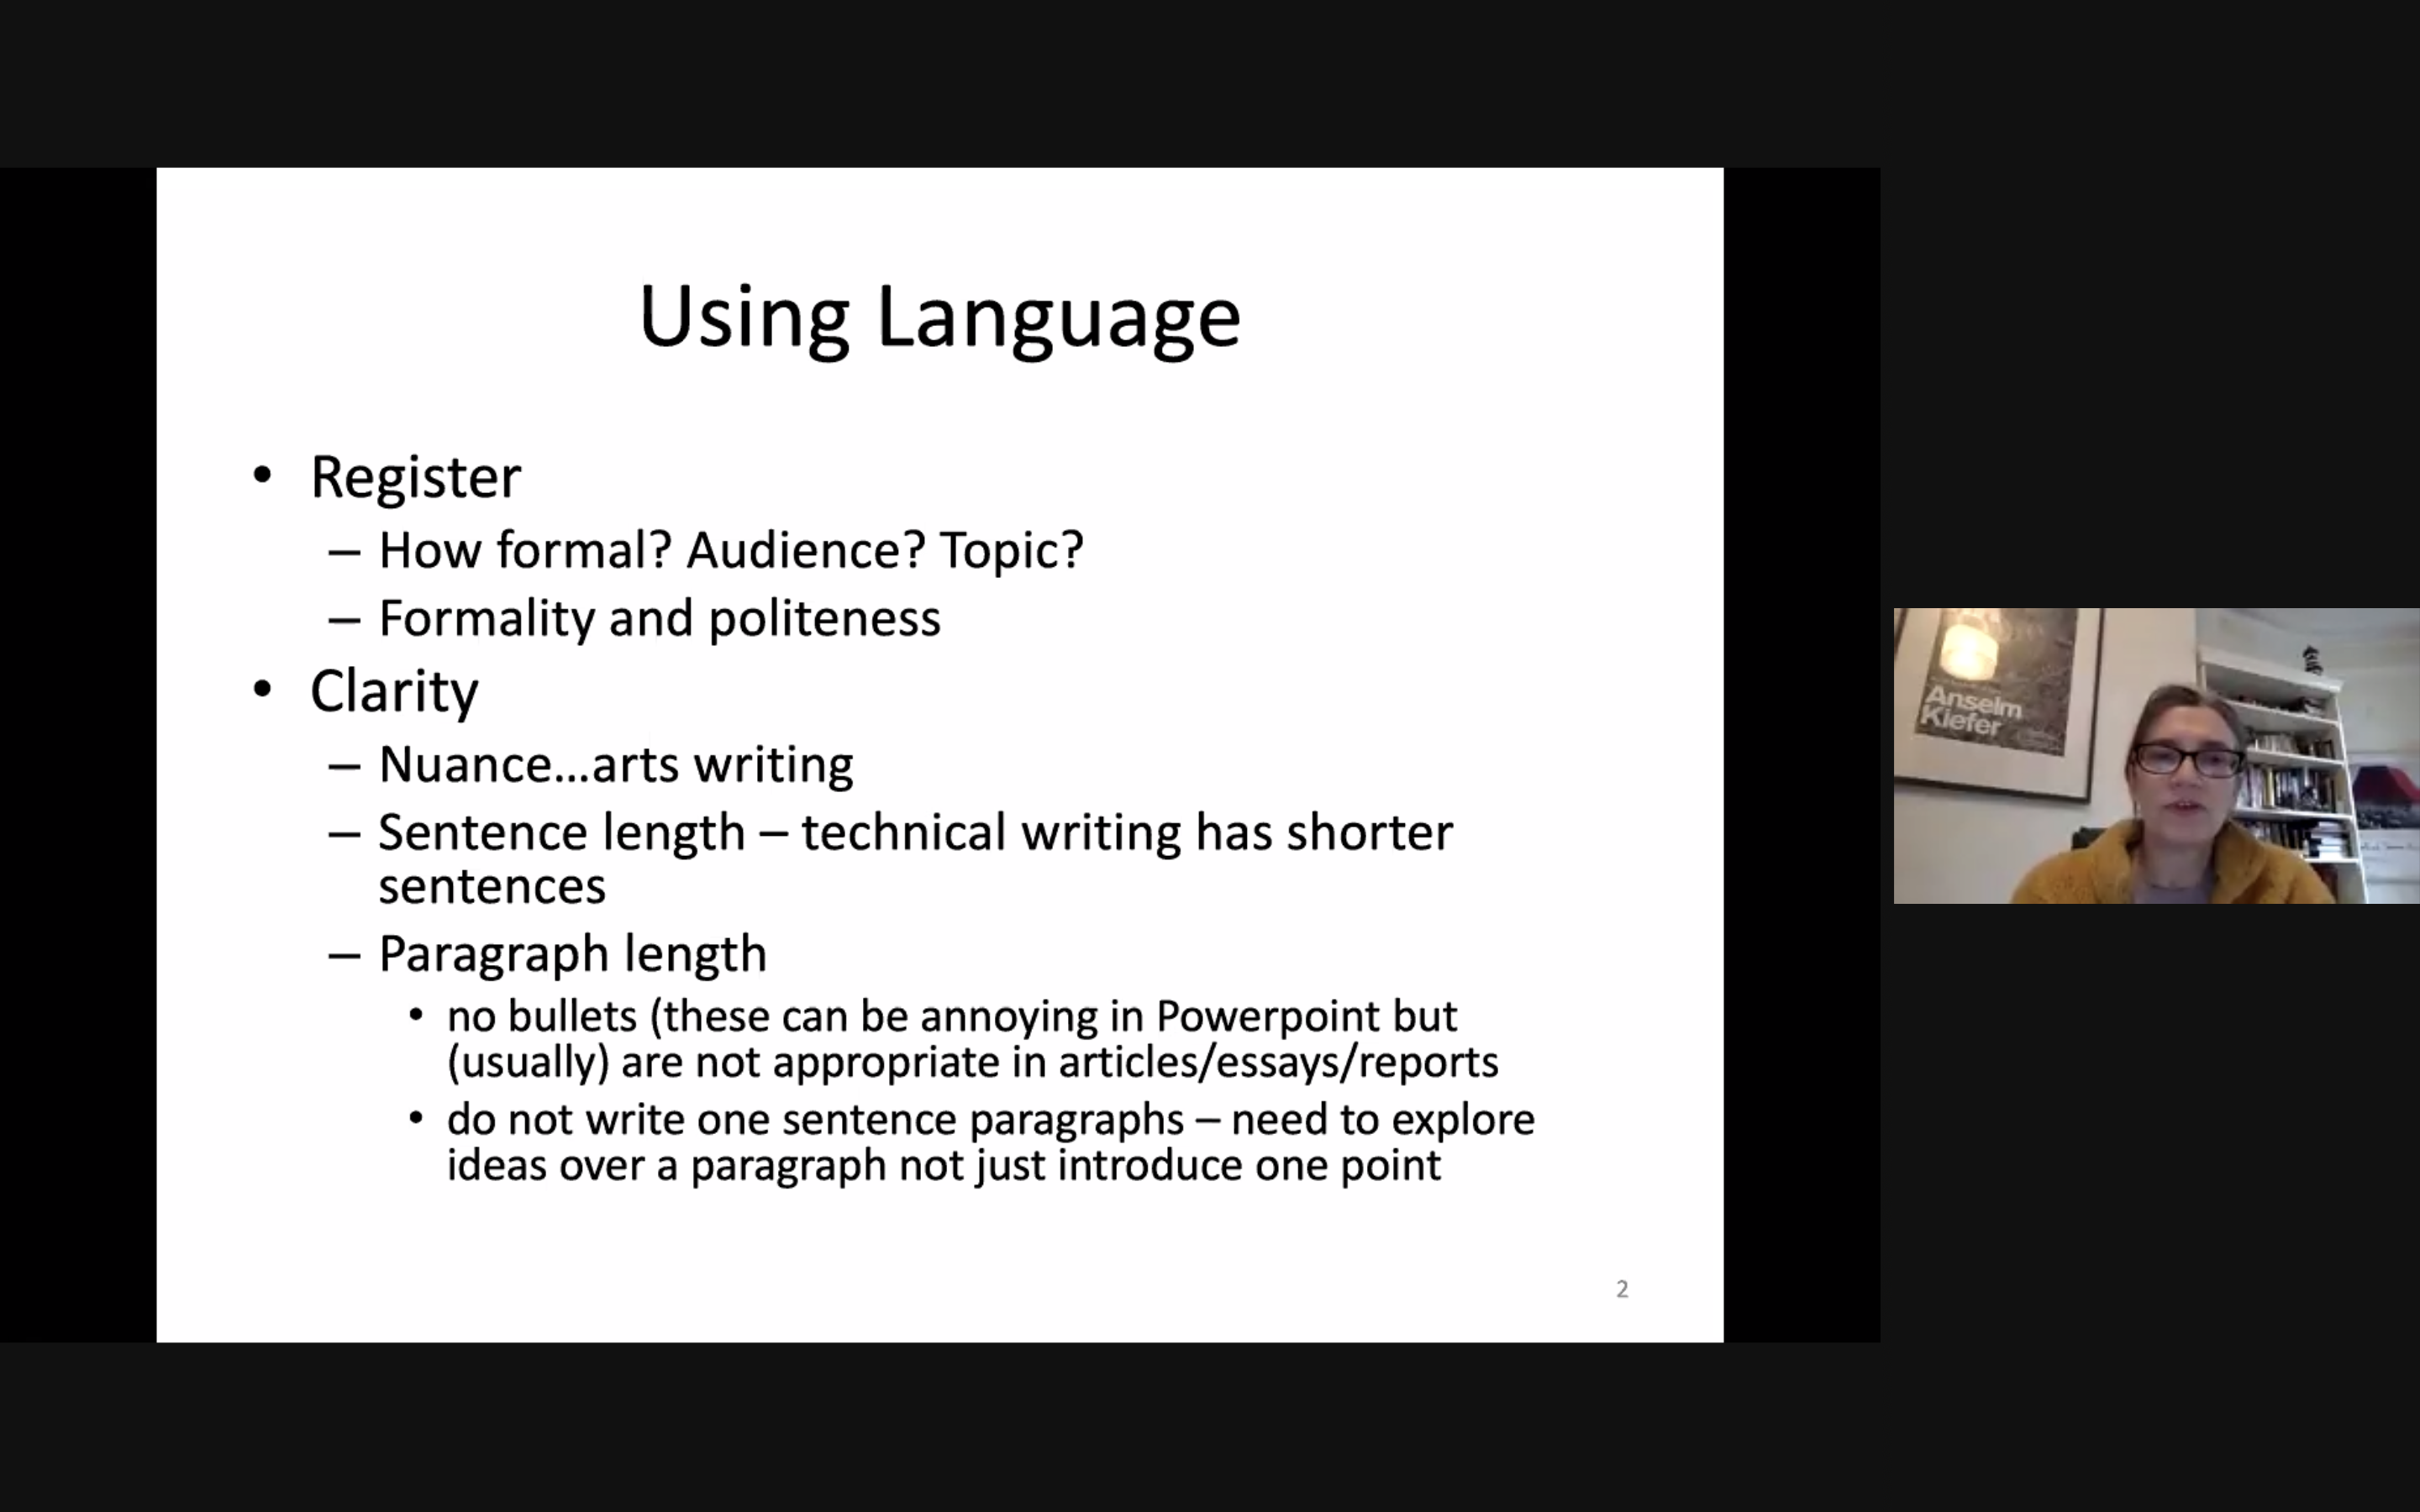 Using Language
• Register
– How formal? Audience? Topic?
– Formality and politeness
• Clarity
– Nuance...arts writing
– Sentence length – technical writing has shorter
sentences
– Paragraph length
• no bullets (these can be annoying in Powerpoint but
(usually) are not appropriate in articles/essays/reports
• do not write one sentence paragraphs – need to explore
ideas over a paragraph not just introduce one point
2
Anselm
Kiefer